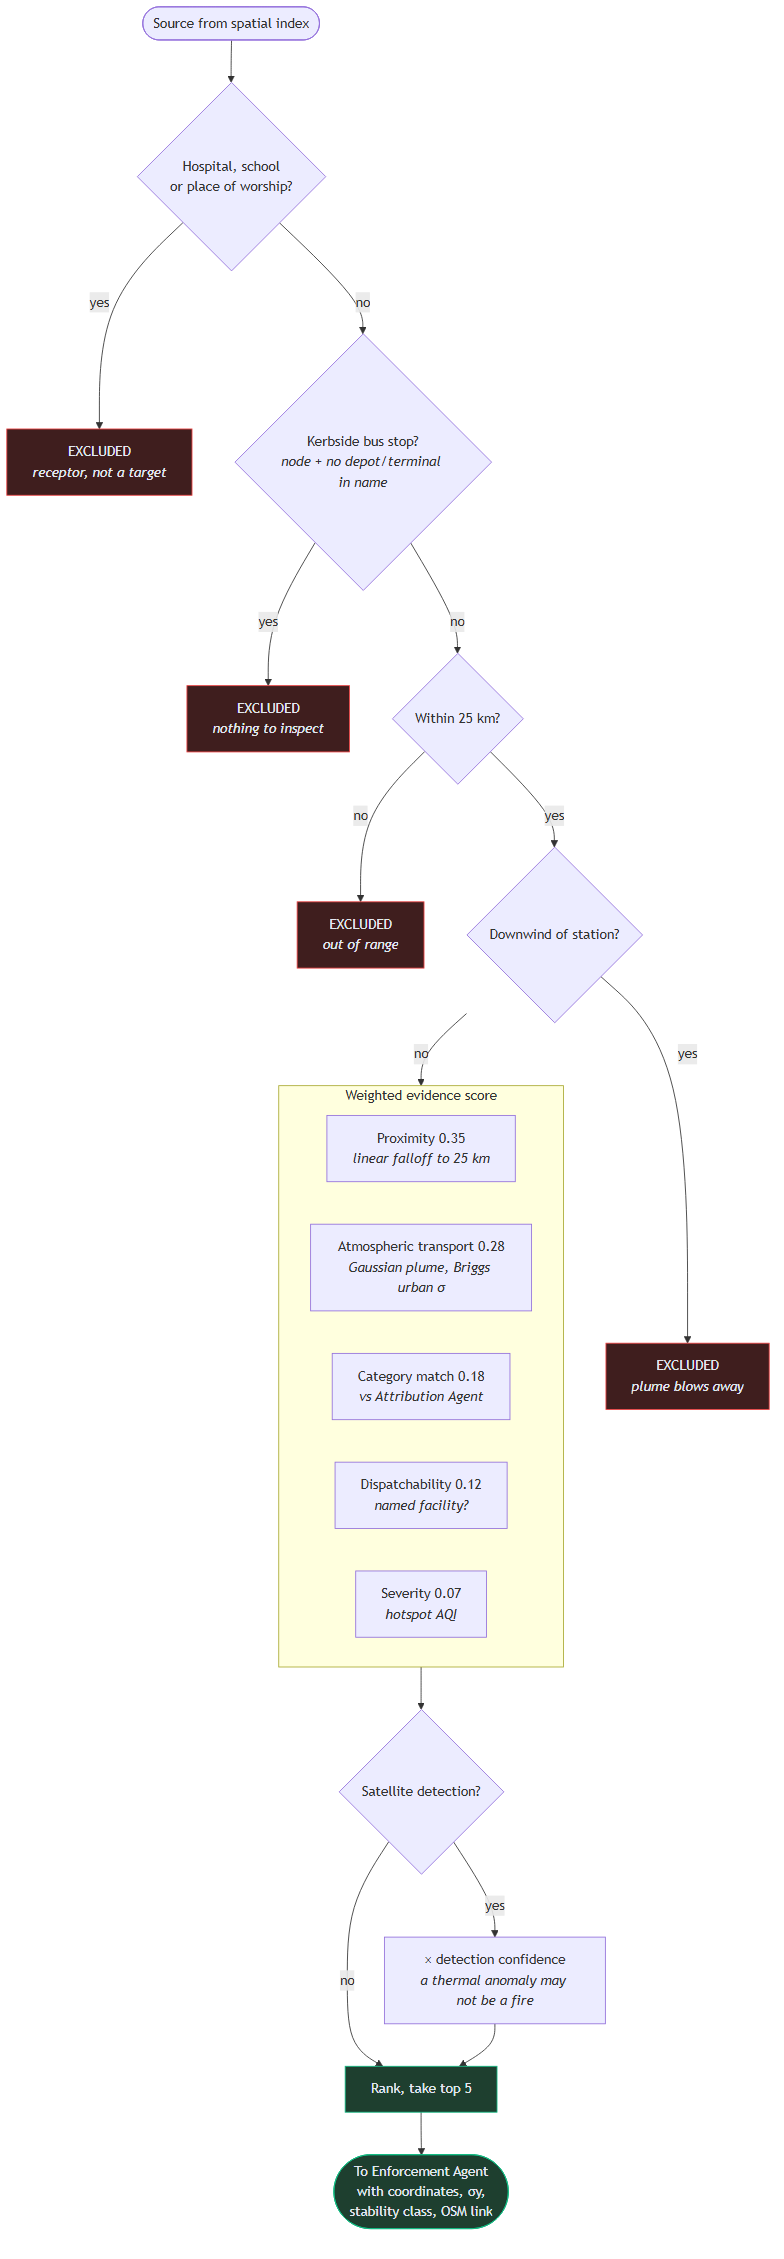 Source from spatial index
Hospital, school
or place of worship?
yes
no
EXCLUDED
receptor, not a target
Kerbside bus stop?
node + no depot/terminal
in name
yes
no
EXCLUDED
nothing to inspect
Within 25 km?
no
yes
EXCLUDED
out of range
Downwind of station?
no
yes
Weighted evidence score
Proximity 0.35
linear falloff to 25 km
Atmospheric transport 0.28
Gaussian plume, Briggs
urban σ
Category match 0.18
vs Attribution Agent
EXCLUDED
plume blows away
Dispatchability 0.12
named facility?
Severity 0.07
hotspot AQI
Satellite detection?
yes
no
× detection confidence
a thermal anomaly may
not be a fire
Rank, take top 5
To Enforcement Agent
with coordinates, σy,
stability class, OSM link